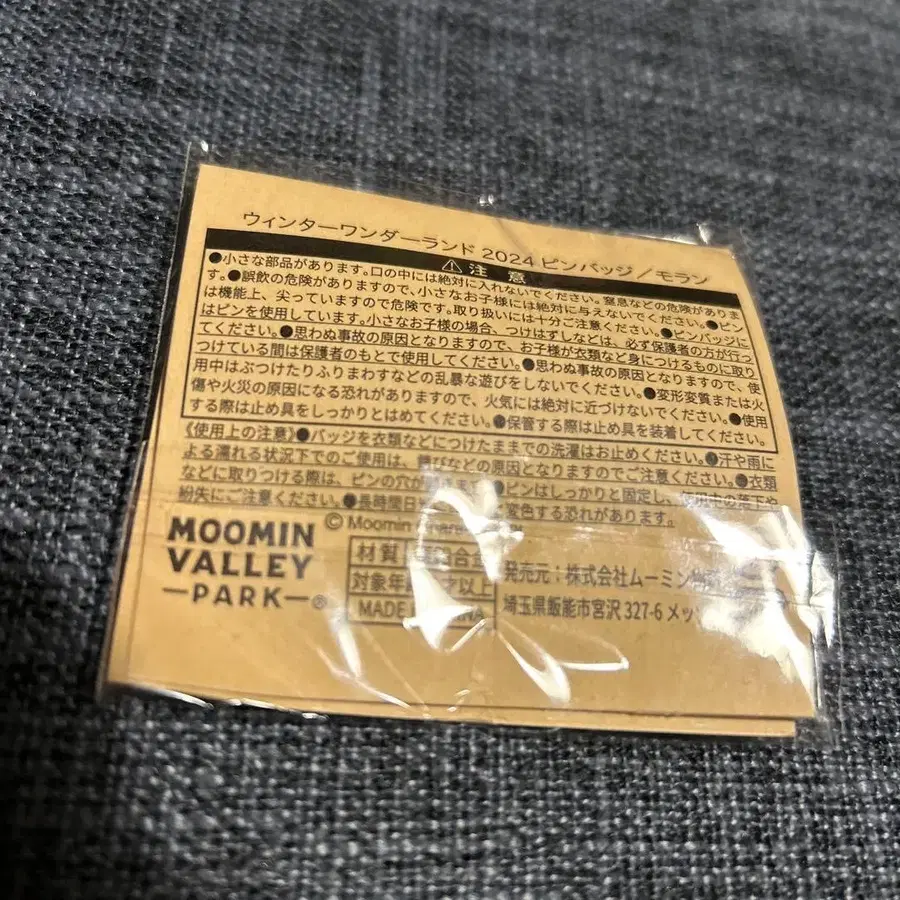 ウィンターワンダーランド 2024 ピンバッジ／モラン
⚠ 注 意
●小さな部品があります。口の中には絶対に入れないでください。窒息などの危険がありま
す。●誤飲の危険がありますので、小さなお子様には絶対に与えないでください。●ピン
は機能上、尖っていますので危険です。取り扱いには十分ご注意ください。●ピンバッジに
はピンを使用しています。小さなお子様の場合、つけはずしなどは、必ず保護者の方が行っ
てください。●思わぬ事故の原因となりますので、お子様が衣類など身につけるものに取り
つけている間は保護者のもとで使用してください。●思わぬ事故の原因となりますので、使
用中はぶつけたりふりまわすなどの乱暴な遊びをしないでください。●変形変質または火
傷や火災の原因になる恐れがありますので、火気には絶対に近づけないでください。●使用
する際は止め具をしっかりとはめてください。●保管する際は止め具を装着してください。
《使用上の注意》●バッジを衣類などにつけたままでの洗濯はお止めください。●汗や雨に
よる濡れる状況下でのご使用は、錆びなどの原因となりますのでご注意ください。●衣類
などに取りつける際は、ピンの穴が ●ピンはしっかりと固定し、使用中の落下や
紛失にご注意ください。●長時間日 変色する恐れがあります。
© Moomin
MOOMIN
VALLEY
PARK ®
材質 合金
対象年 以上
MADE
発売元：株式会社ムーミン
埼玉県飯能市宮沢 327-6 メッ